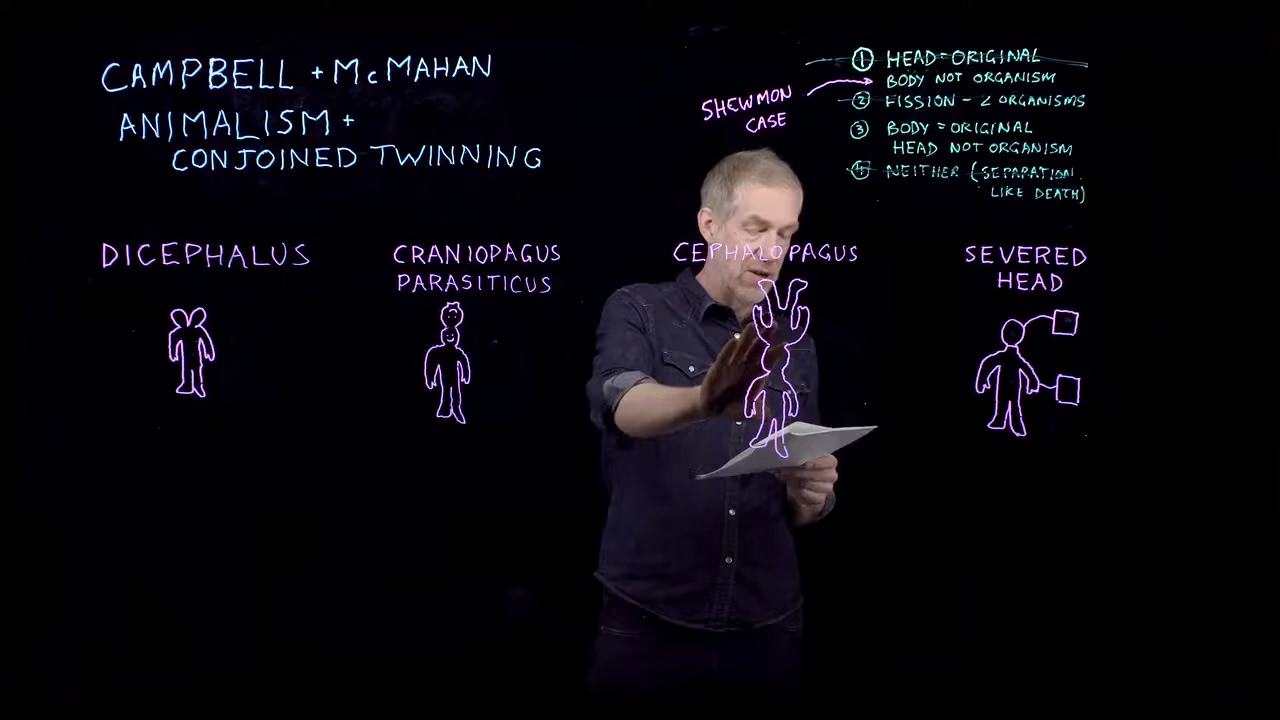 CAMPBELL + McMAHAN
ANIMALISM +
CONJOINED TWINNING
SHEWMON
CASE
① HEAD = ORIGINAL
BODY NOT ORGANISM
② FISSION - 2 ORGANISMS
③ BODY = ORIGINAL
HEAD NOT ORGANISM
④ NEITHER (SEPARATION
LIKE DEATH)
DICEPHALUS
CRANIOPAGUS
PARASITICUS
CEPHALOPAGUS
SEVERED
HEAD